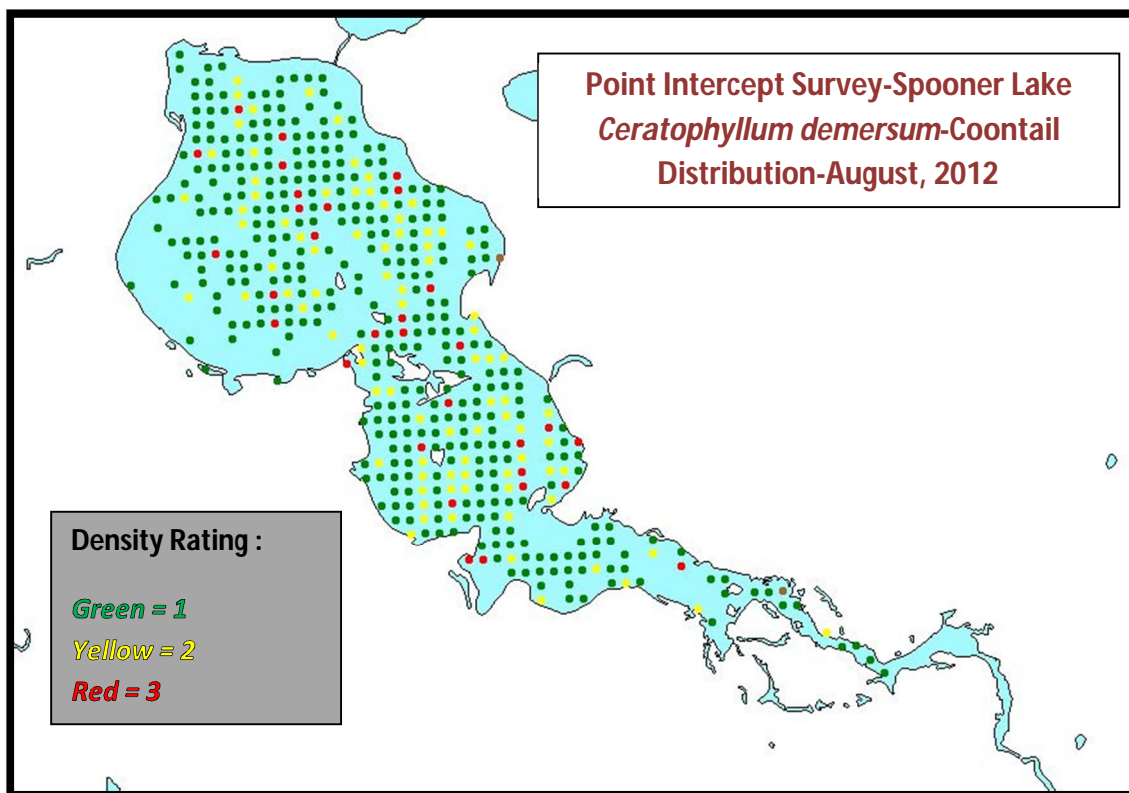 Point Intercept Survey-Spooner Lake
Ceratophyllum demersum-Coontail
Distribution-August, 2012
Density Rating :
Green = 1
Yellow = 2
Red = 3